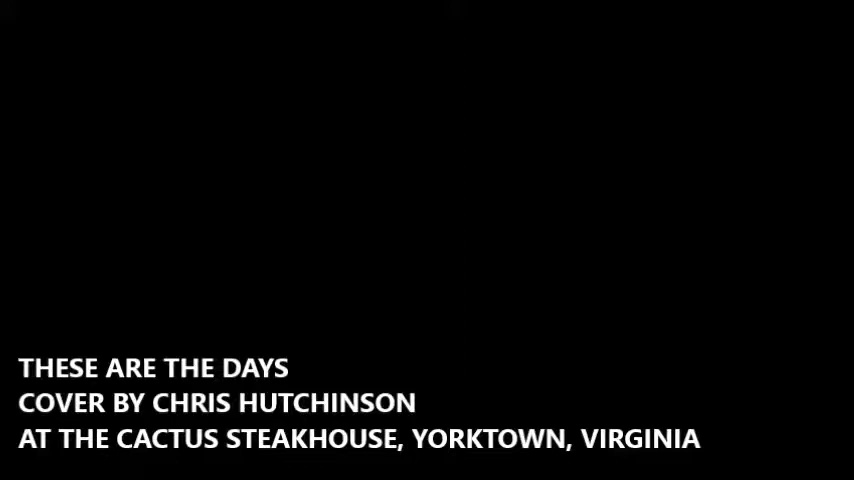 THESE ARE THE DAYS
COVER BY CHRIS HUTCHINSON
AT THE CACTUS STEAKHOUSE, YORKTOWN, VIRGINIA